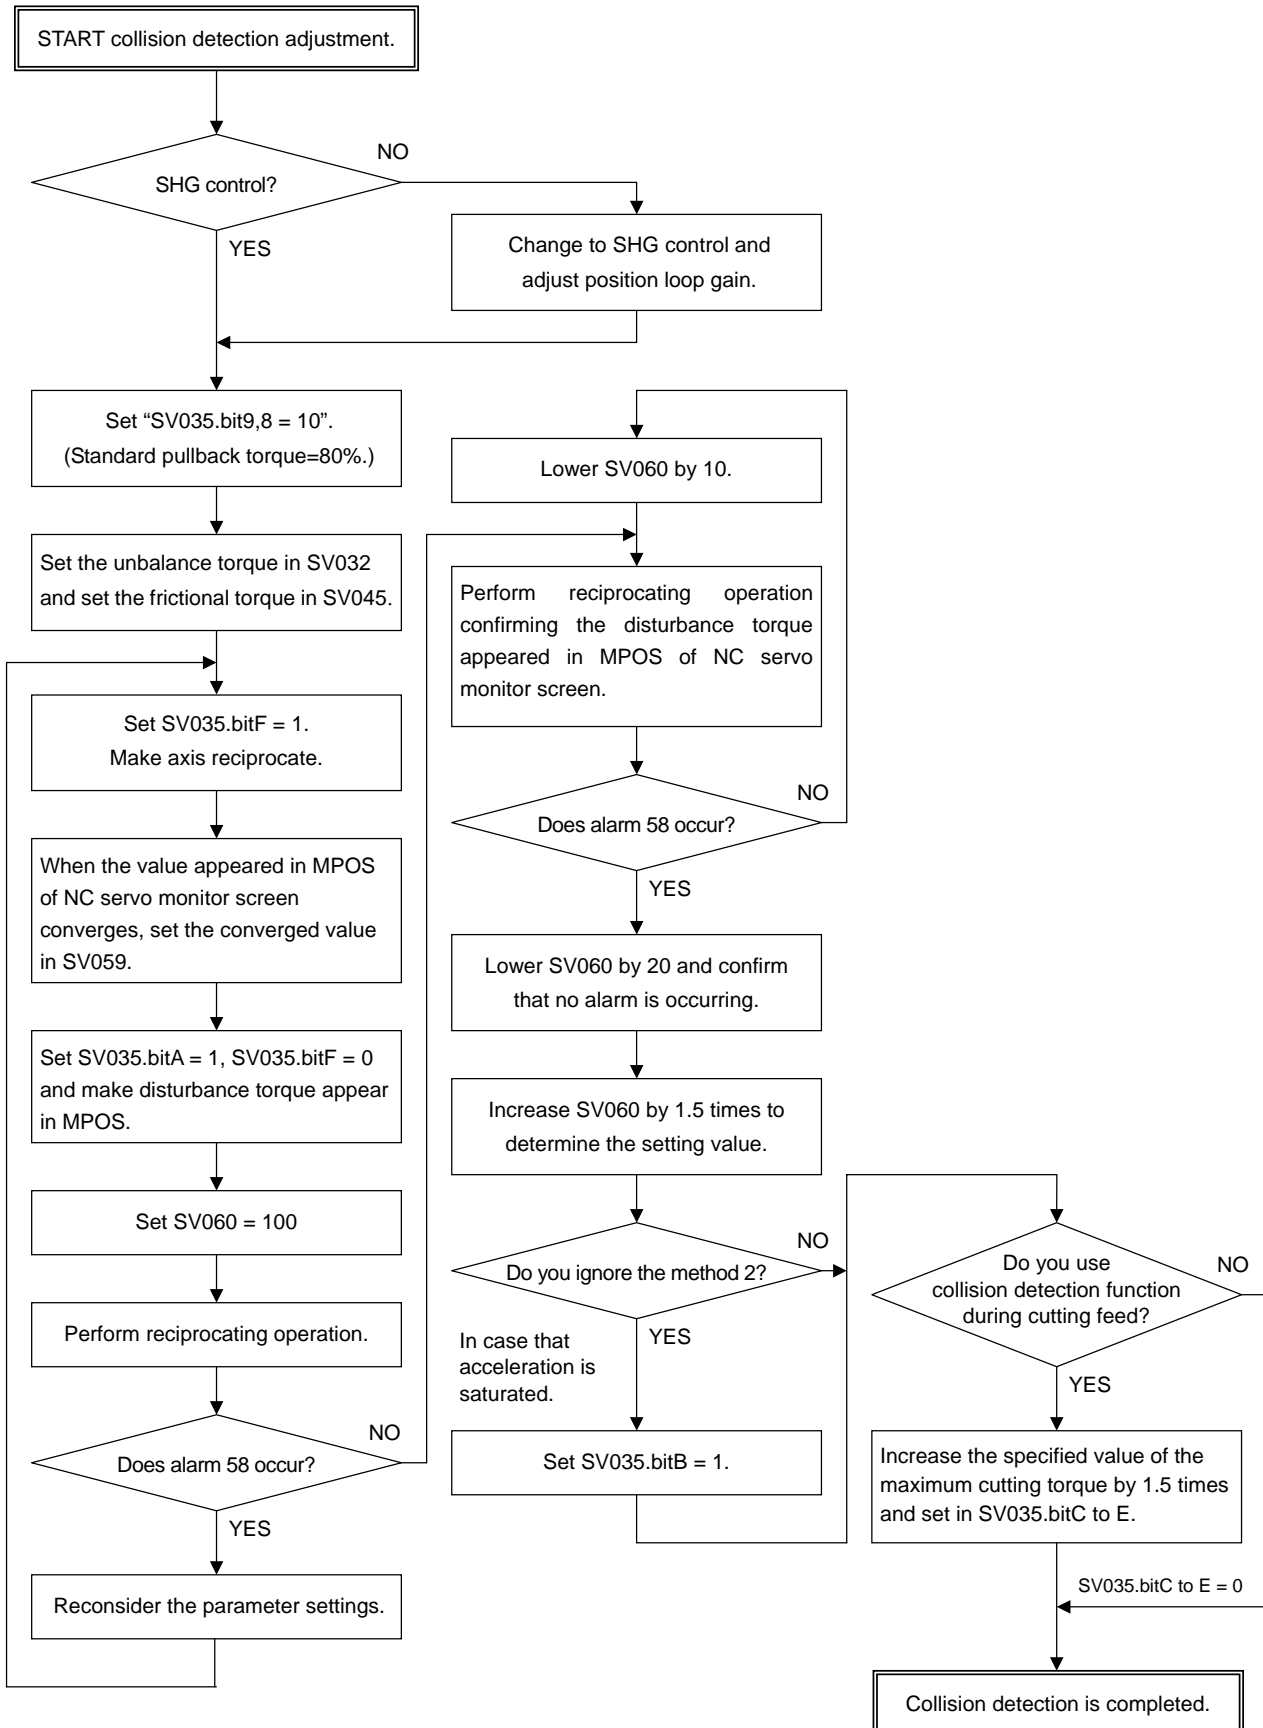 START collision detection adjustment.
SHG control?
NO
YES
Change to SHG control and
adjust position loop gain.
Set “SV035.bit9,8 = 10”.
(Standard pullback torque=80%.)
Set the unbalance torque in SV032
and set the frictional torque in SV045.
Set SV035.bitF = 1.
Make axis reciprocate.
When the value appeared in MPOS
of NC servo monitor screen
converges, set the converged value
in SV059.
Set SV035.bitA = 1, SV035.bitF = 0
and make disturbance torque appear
in MPOS.
Set SV060 = 100
Perform reciprocating operation.
Does alarm 58 occur?
NO
YES
Reconsider the parameter settings.
Lower SV060 by 10.
Perform reciprocating operation
confirming the disturbance torque
appeared in MPOS of NC servo
monitor screen.
Does alarm 58 occur?
NO
YES
Lower SV060 by 20 and confirm
that no alarm is occurring.
Increase SV060 by 1.5 times to
determine the setting value.
Do you ignore the method 2?
NO
YES
In case that
acceleration is
saturated.
Set SV035.bitB = 1.
Do you use
collision detection function
during cutting feed?
NO
YES
Increase the specified value of the
maximum cutting torque by 1.5 times
and set in SV035.bitC to E.
SV035.bitC to E = 0
Collision detection is completed.